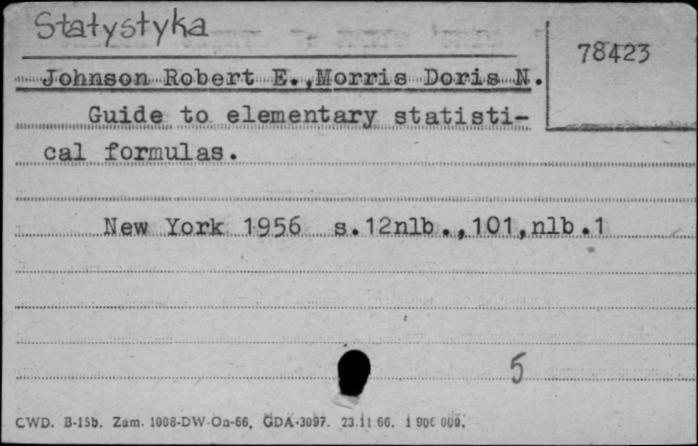 Statystyka
78423
Johnson Robert E.,Morris Doris N.
Guide to elementary statisti-
cal formulas.
New York 1956 s.12nlb.,101,nlb.1
5
CWD. B-15b. Zam. 1008-DW-On-66. GDA-3097. 23.11.66. 1 900 000.